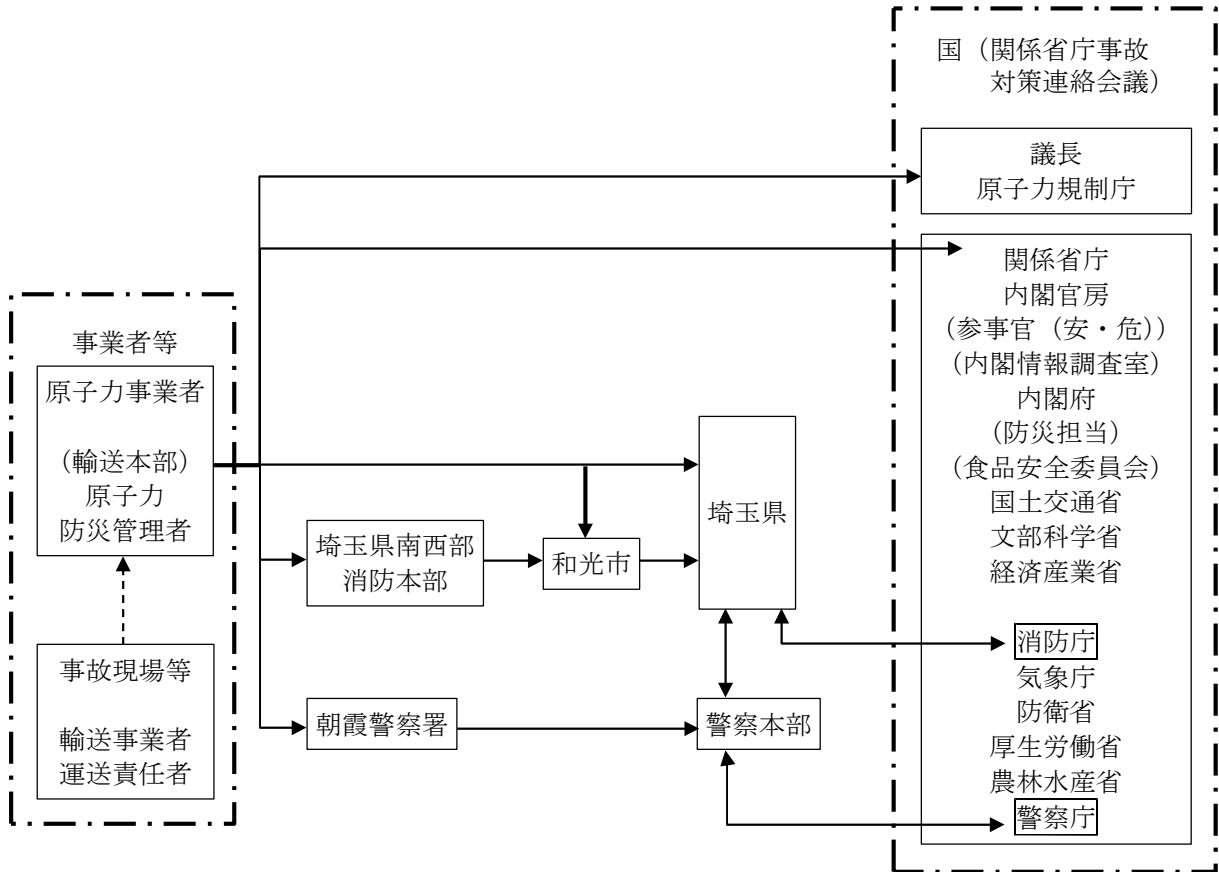 国（関係省庁事故
対策連絡会議）
議長
原子力規制庁
関係省庁
内閣官房
（参事官（安・危））
（内閣情報調査室）
内閣府
（防災担当）
（食品安全委員会）
国土交通省
文部科学省
経済産業省
消防庁
気象庁
防衛省
厚生労働省
農林水産省
警察庁
事業者等
原子力事業者
（輸送本部）
原子力
防災管理者
事故現場等
輸送事業者
運送責任者
埼玉県南西部
消防本部
和光市
埼玉県
朝霞警察署
警察本部